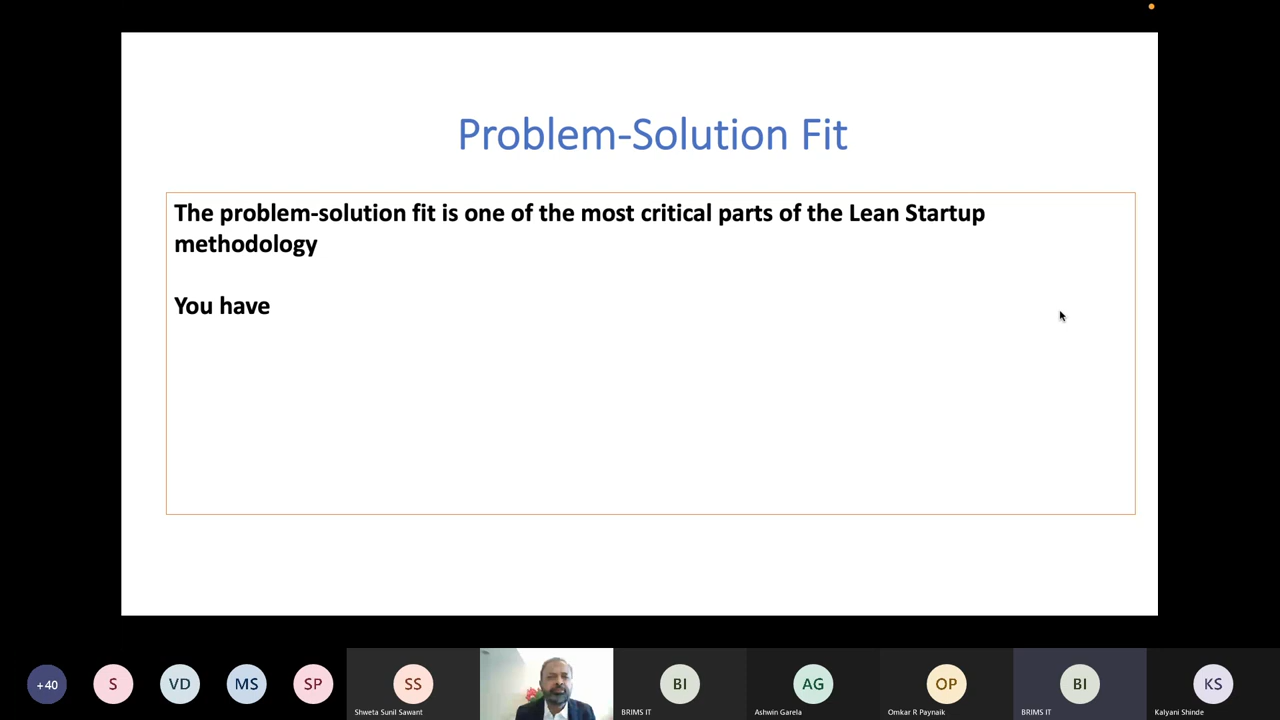 Problem-Solution Fit
The problem-solution fit is one of the most critical parts of the Lean Startup
methodology
You have
+40
S
VD
MS
SP
SS
Shweta Sunil Sawant
BI
BRIMS IT
AG
Ashwin Garela
OP
Omkar R Paynaik
BI
BRIMS IT
KS
Kalyani Shinde